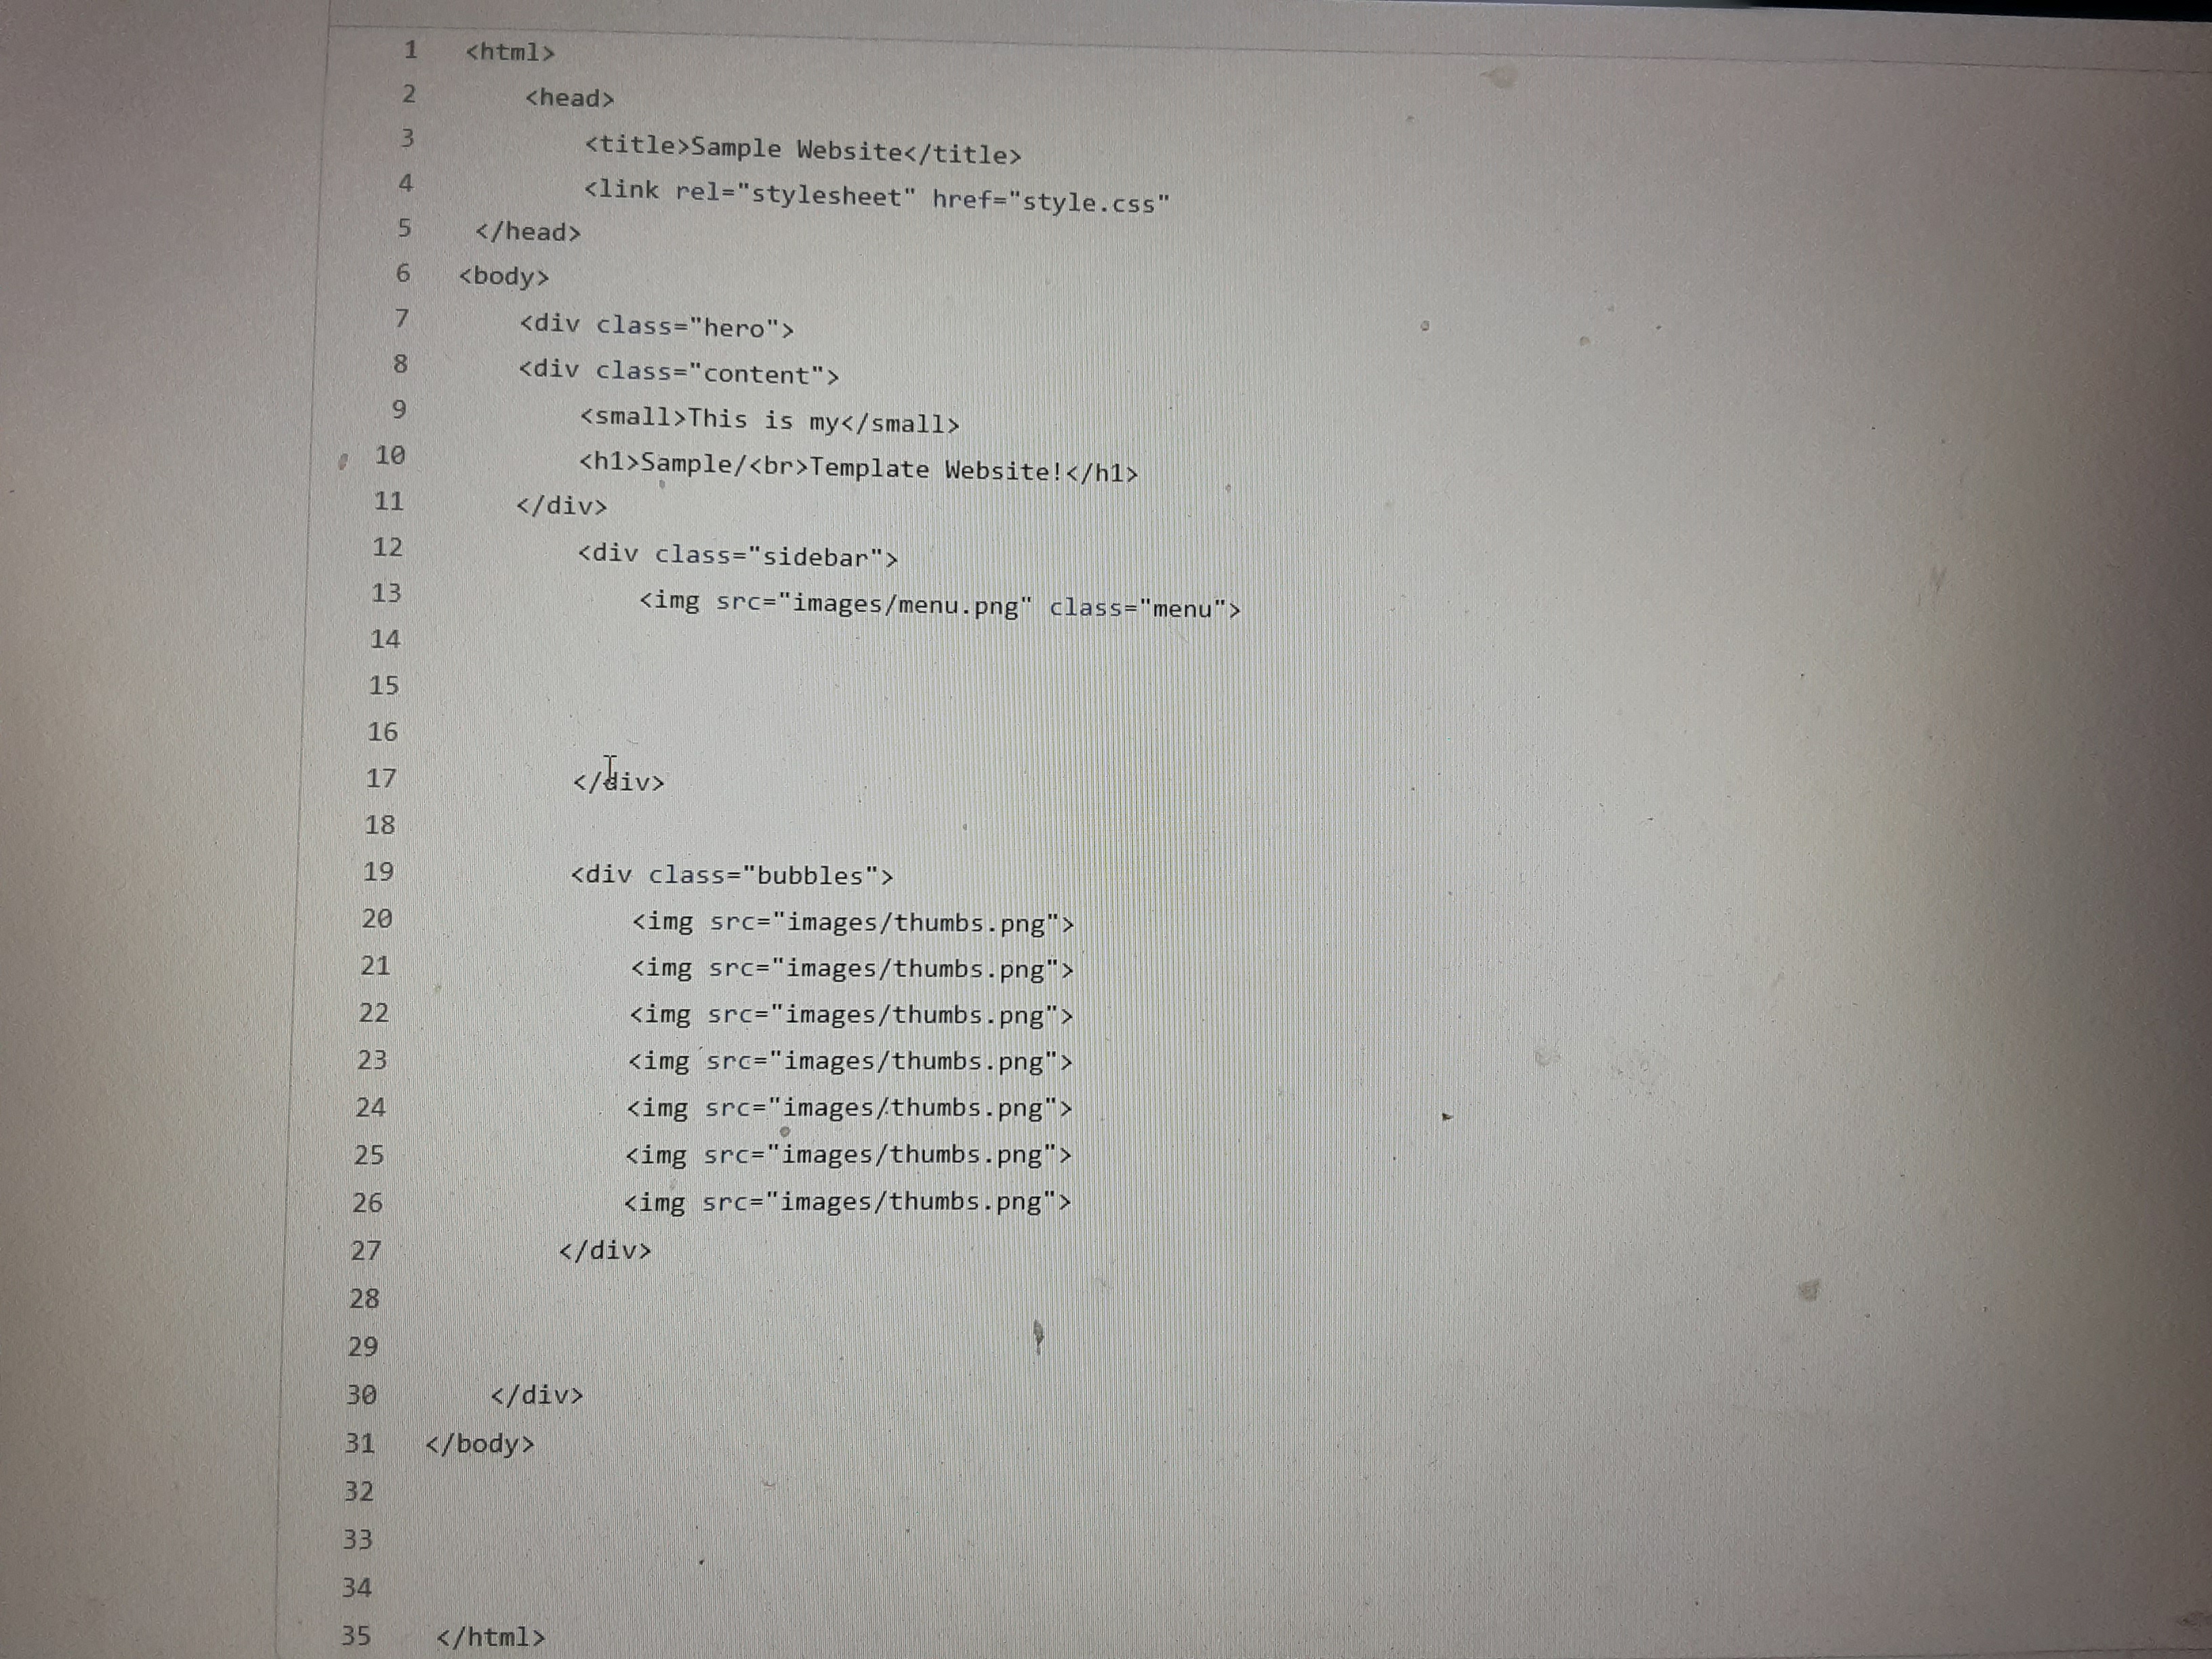 1 <html>
2 <head>
3 <title>Sample Website</title>
4 <link rel="stylesheet" href="style.css"
5 </head>
6 <body>
7 <div class="hero">
8 <div class="content">
9 <small>This is my</small>
10 <h1>Sample/<br>Template Website!</h1>
11 </div>
12 <div class="sidebar">
13 <img src="images/menu.png" class="menu">
14
15
16
17 </div>
18
19 <div class="bubbles">
20 <img src="images/thumbs.png">
21 <img src="images/thumbs.png">
22 <img src="images/thumbs.png">
23 <img src="images/thumbs.png">
24 <img src="images/thumbs.png">
25 <img src="images/thumbs.png">
26 <img src="images/thumbs.png">
27 </div>
28
29
30 </div>
31 </body>
32
33
34
35 </html>